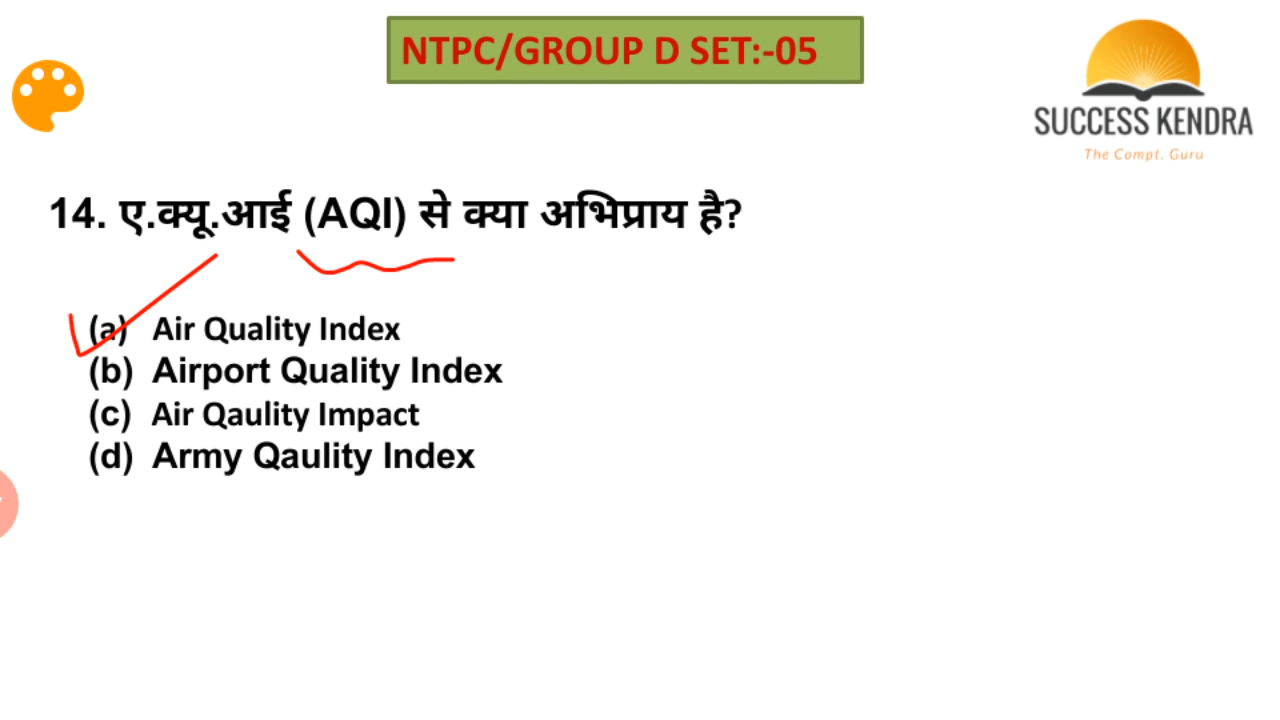 NTPC/GROUP D SET:-05
SUCCESS KENDRA
The Compt. Guru
14. ए.क्यू.आई (AQI) से क्या अभिप्राय है?
(a) Air Quality Index
(b) Airport Quality Index
(c) Air Qaulity Impact
(d) Army Qaulity Index